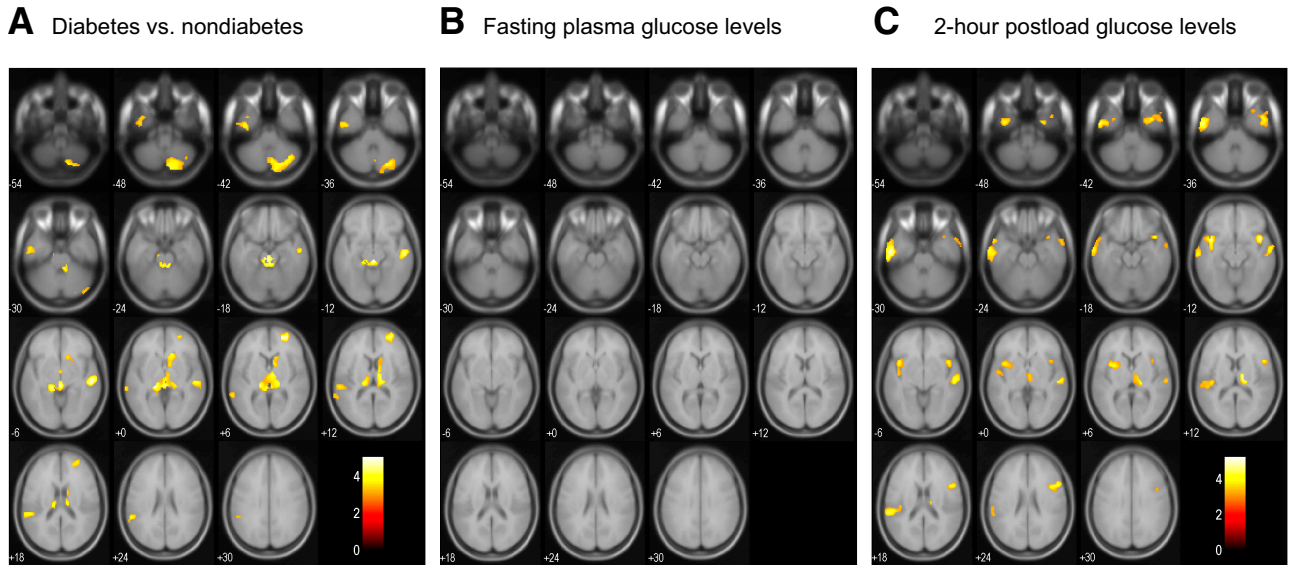 A Diabetes vs. nondiabetes
-54 -48 -42 -36
-30 -24 -18 -12
-6 +0 +6 +12
+18 +24 +30
4
2
0
B Fasting plasma glucose levels
-54 -48 -42 -36
-30 -24 -18 -12
-6 +0 +6 +12
+18 +24 +30
C 2-hour postload glucose levels
-54 -48 -42 -36
-30 -24 -18 -12
-6 +0 +6 +12
+18 +24 +30
4
2
0